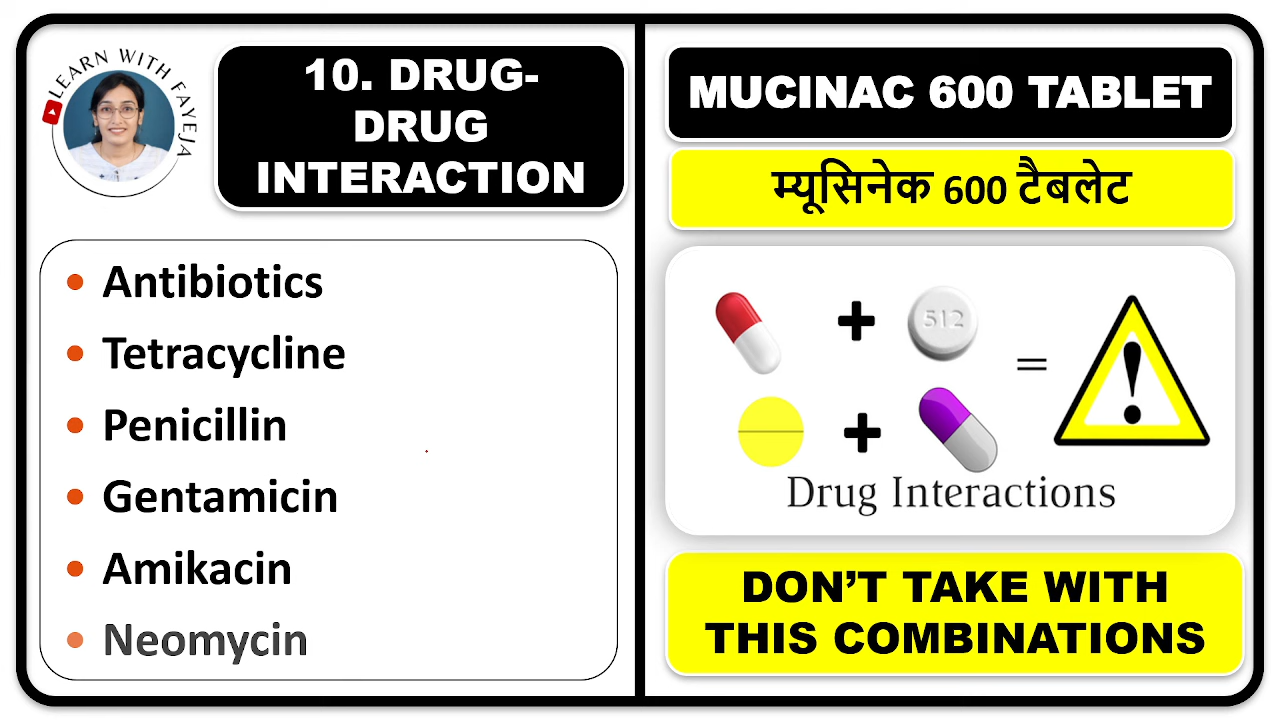 LEARN WITH FAYEJA
10. DRUG-
DRUG
INTERACTION
• Antibiotics
• Tetracycline
• Penicillin
• Gentamicin
• Amikacin
• Neomycin
MUCINAC 600 TABLET
म्यूसिनेक 600 टैबलेट
512
+
=
!
+
Drug Interactions
DON’T TAKE WITH
THIS COMBINATIONS